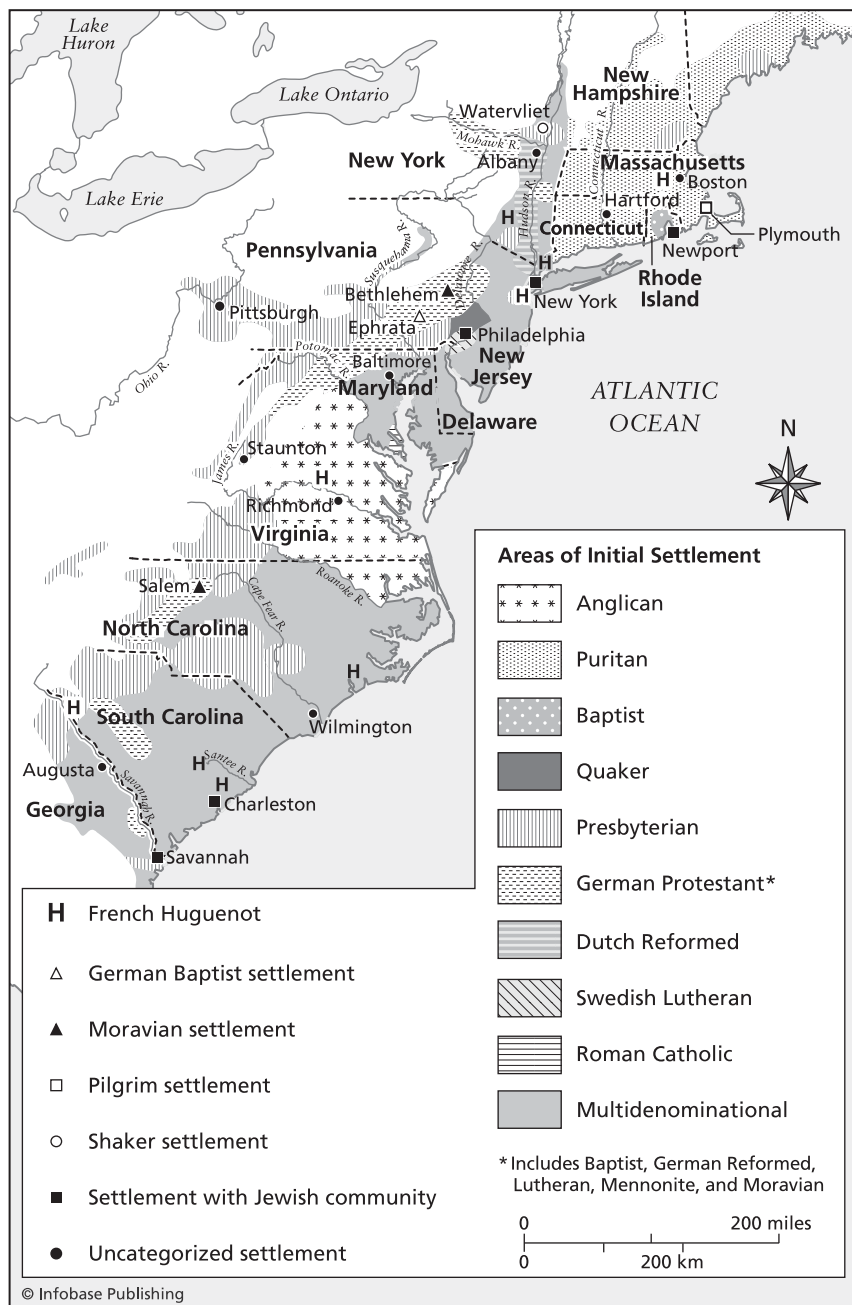 Lake
Huron
Lake Ontario
Lake Erie
New
Hampshire
Watervliet
Mohawk R.
Connecticut R.
New York
Albany
Massachusetts
Boston
H
Hudson R.
Hartford
H
Connecticut
Plymouth
Newport
Rhode
Island
Pennsylvania
Susquehanna R.
Delaware R.
H
Bethlehem
H
New York
Pittsburgh
Ephrata
Philadelphia
New
Jersey
Ohio R.
Potomac R.
Baltimore
Maryland
Delaware
ATLANTIC
OCEAN
N
James R.
Staunton
H
Richmond
Virginia
Roanoke R.
Salem
Cape Fear R.
North Carolina
H
H
South Carolina
Wilmington
Augusta
Savannah R.
H
Santee R.
H
Charleston
Georgia
Savannah
Areas of Initial Settlement
Anglican
Puritan
Baptist
Quaker
Presbyterian
German Protestant*
Dutch Reformed
Swedish Lutheran
Roman Catholic
Multidenominational
*Includes Baptist, German Reformed,
Lutheran, Mennonite, and Moravian
0 200 miles
0 200 km
H French Huguenot
German Baptist settlement
Moravian settlement
Pilgrim settlement
Shaker settlement
Settlement with Jewish community
Uncategorized settlement
© Infobase Publishing